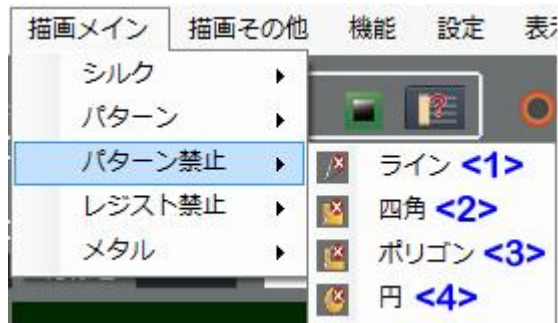 描画メイン 描画その他 機能 設定
シルク
パターン
パターン禁止
レジスト禁止
メタル
ライン <1>
四角 <2>
ポリゴン <3>
円 <4>